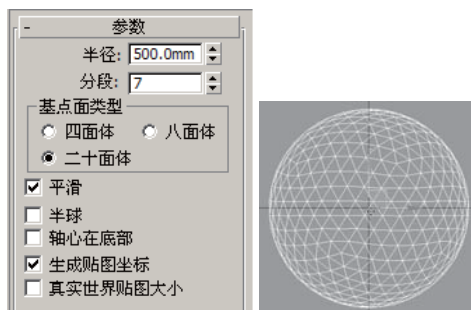 - 参数
半径: 500.0mm
分段: 7
基点面类型
四面体 八面体
二十面体
平滑
半球
轴心在底部
生成贴图坐标
真实世界贴图大小